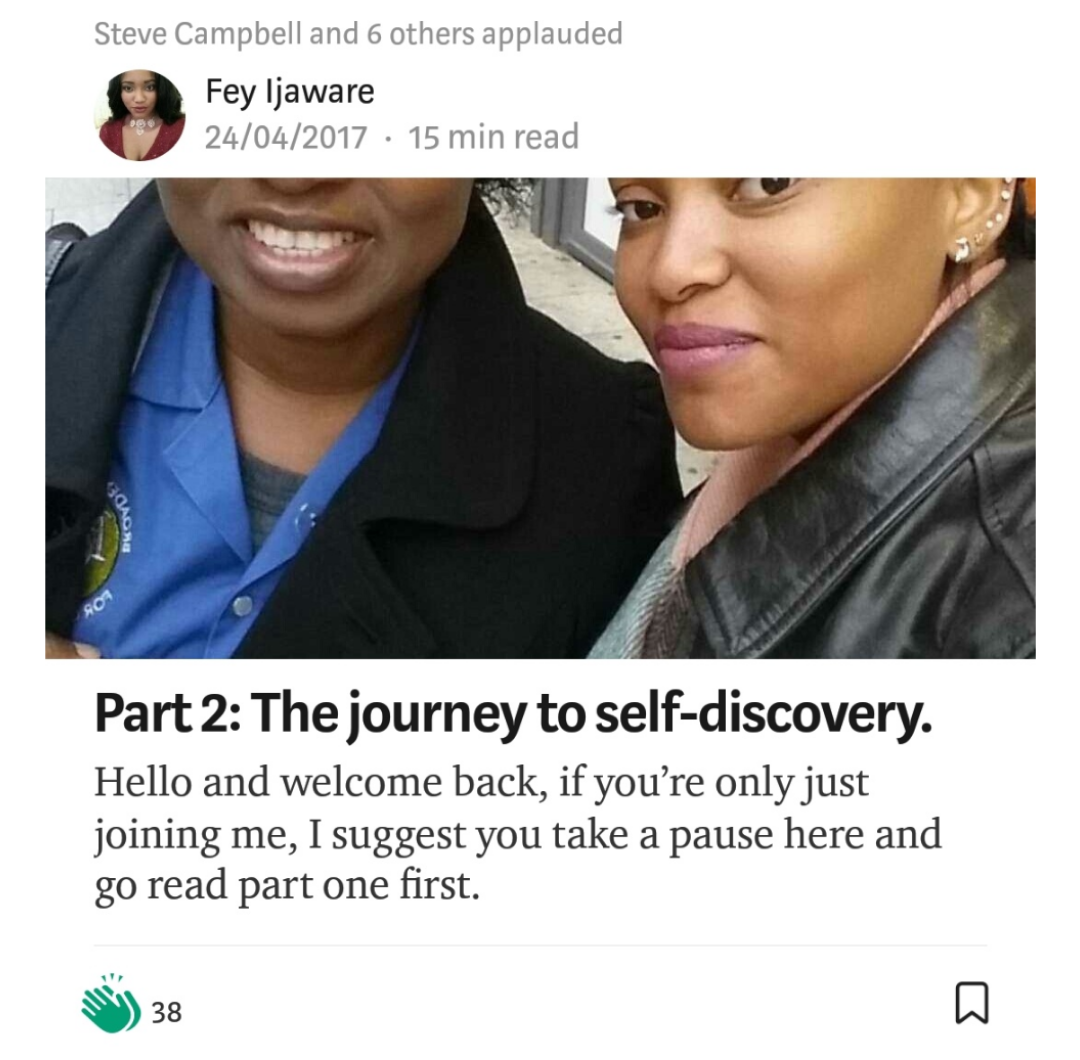 Steve Campbell and 6 others applauded
Fey Ijaware
24/04/2017 · 15 min read
BROADE
FOR
Part 2: The journey to self-discovery.
Hello and welcome back, if you’re only just
joining me, I suggest you take a pause here and
go read part one first.
38